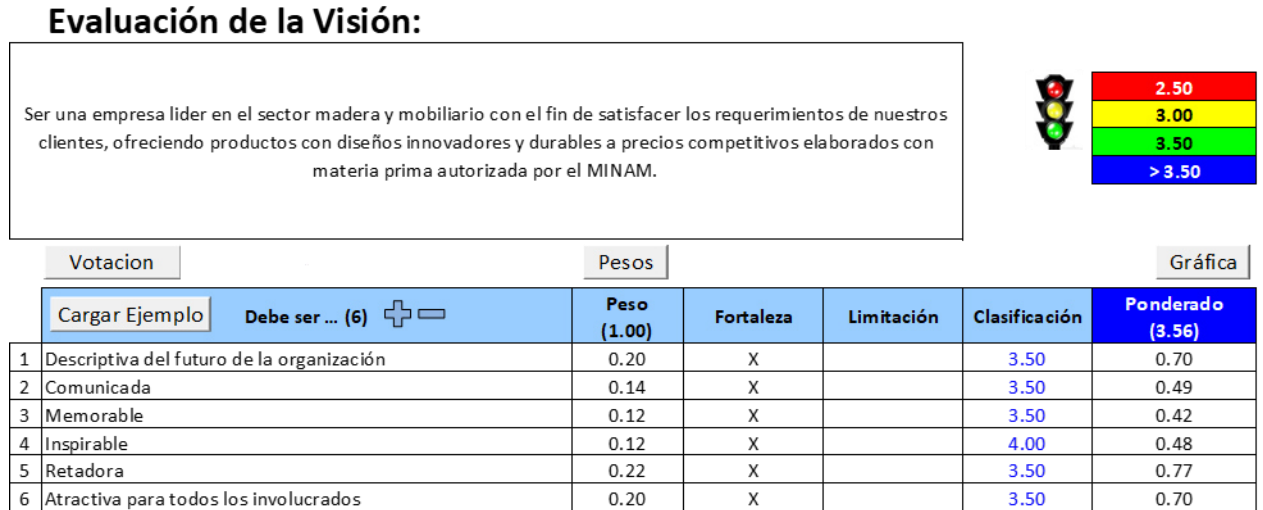 Evaluación de la Visión:
Ser una empresa lider en el sector madera y mobiliario con el fin de satisfacer los requerimientos de nuestros
clientes, ofreciendo productos con diseños innovadores y durables a precios competitivos elaborados con
materia prima autorizada por el MINAM.
2.50
3.00
3.50
> 3.50
Votacion Pesos Gráfica
Cargar Ejemplo Debe ser ... (6) Peso (1.00) Fortaleza Limitación Clasificación Ponderado (3.56)
1 Descriptiva del futuro de la organización 0.20 X 3.50 0.70
2 Comunicada 0.14 X 3.50 0.49
3 Memorable 0.12 X 3.50 0.42
4 Inspirable 0.12 X 4.00 0.48
5 Retadora 0.22 X 3.50 0.77
6 Atractiva para todos los involucrados 0.20 X 3.50 0.70